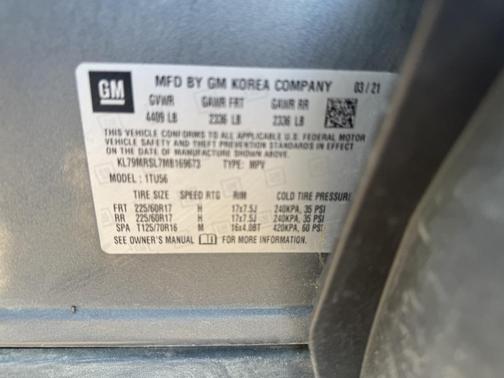 GM
MFD BY GM KOREA COMPANY 03/21
GVWR GAWR FRT GAWR RR
4409 LB 2336 LB 2336 LB
THIS VEHICLE CONFORMS TO ALL APPLICABLE U.S. FEDERAL MOTOR
VEHICLE SAFETY AND THEFT PREVENTION STANDARDS IN EFFECT ON THE
DATE OF MANUFACTURE SHOWN ABOVE.
KL79MRSL7MB169673 TYPE: MPV
MODEL: 1TU56
TIRE SIZE SPEED RTG RIM COLD TIRE PRESSURE
FRT 225/60R17 H 17x7.5J 240KPA, 35 PSI
RR 225/60R17 H 17x7.5J 240KPA, 35 PSI
SPA T125/70R16 M 16x4.0BT 420KPA, 60 PSI
SEE OWNER'S MANUAL FOR MORE INFORMATION.